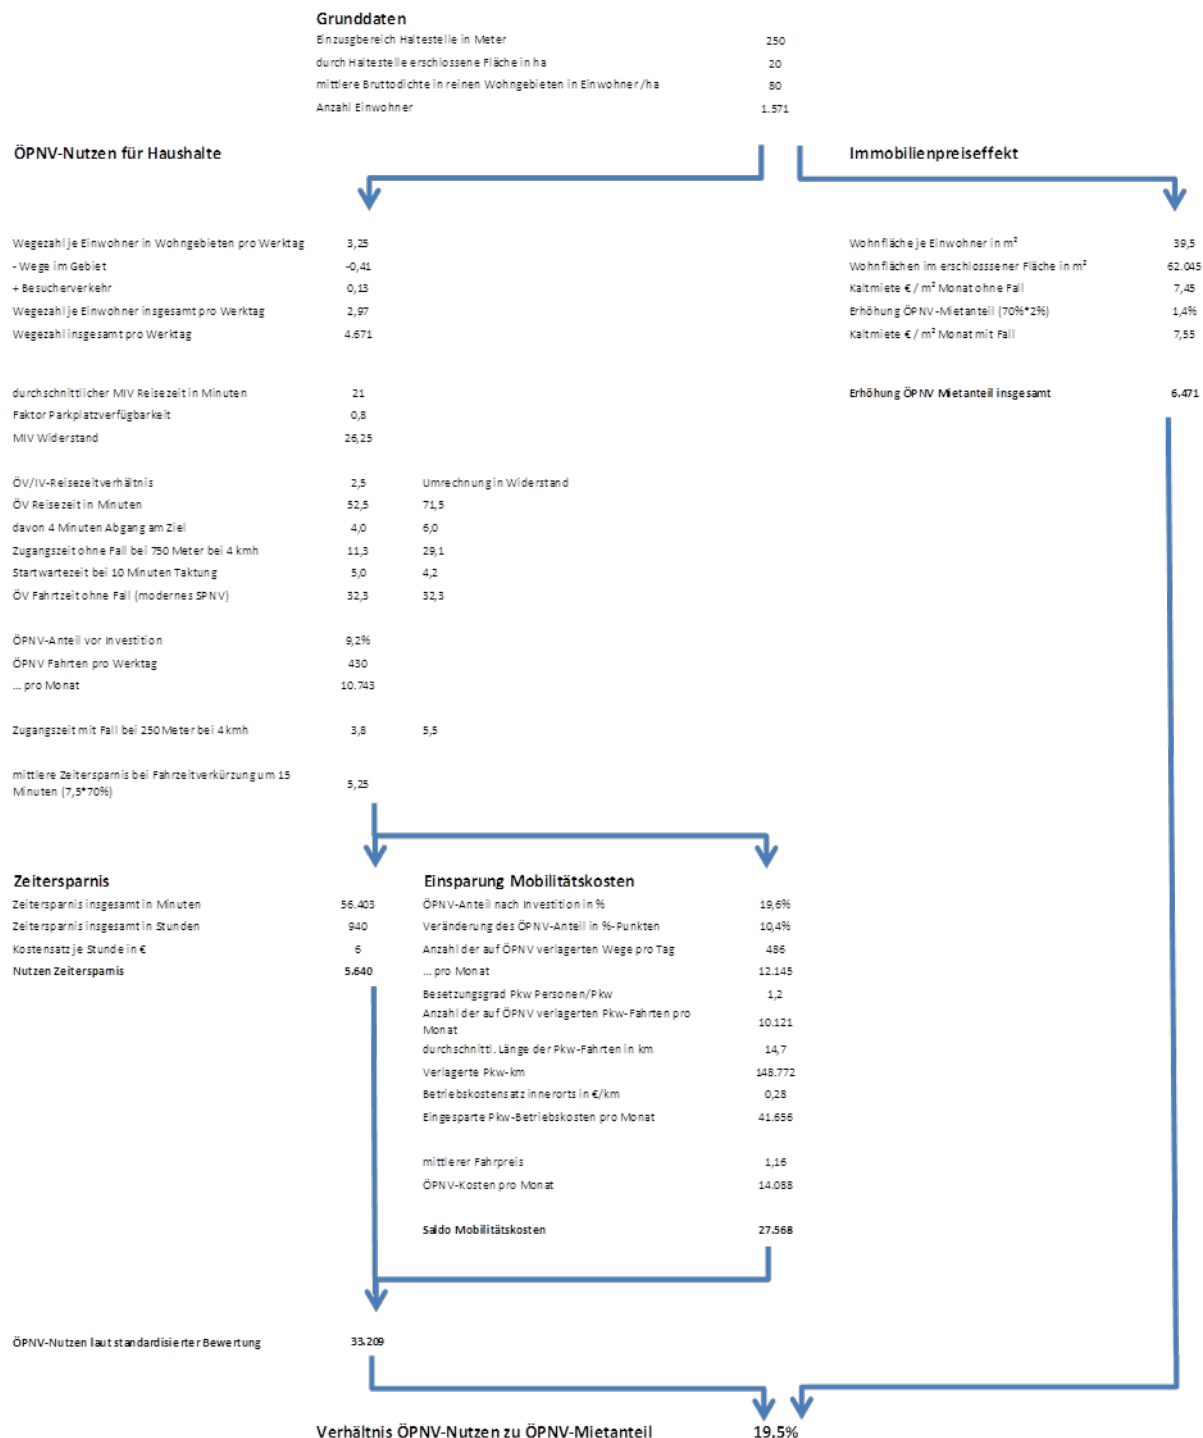 Grunddaten
Einzusgbereich Haltestelle in Meter 250
durch Haltestelle erschlossene Fläche in ha 20
mittlere Bruttodichte in reinen Wohngebieten in Einwohner/ha 80
Anzahl Einwohner 1.571
ÖPNV-Nutzen für Haushalte
Immobilienpreiseffekt
Wegezahl je Einwohner in Wohngebieten pro Werktag 3,25
- Wege im Gebiet -0,41
+ Besucherverkehr 0,13
Wegezahl je Einwohner insgesamt pro Werktag 2,97
Wegezahl insgesamt pro Werktag 4.671
Wohnfläche je Einwohner in m² 39,5
Wohnflächen im erschlosssener Fläche in m² 62.045
Kaltmiete € / m² Monat ohne Fall 7,45
Erhöhung ÖPNV-Mietanteil (70%*2%) 1,4%
Kaltmiete € / m² Monat mit Fall 7,55
durchschnittlicher MIV Reisezeit in Minuten 21
Faktor Parkplatzverfügbarkeit 0,8
MIV Widerstand 26,25
Erhöhung ÖPNV Mietanteil insgesamt 6.471
ÖV/IV-Reisezeitverhältnis 2,5 Umrechnung in Widerstand
ÖV Reisezeit in Minuten 52,5 71,5
davon 4 Minuten Abgang am Ziel 4,0 6,0
Zugangszeit ohne Fall bei 750 Meter bei 4 kmh 11,3 29,1
Startwartezeit bei 10 Minuten Taktung 5,0 4,2
ÖV Fahrtzeit ohne Fall (modernes SPNV) 32,3 32,3
ÖPNV-Anteil vor Investition 9,2%
ÖPNV Fahrten pro Werktag 430
... pro Monat 10.743
Zugangszeit mit Fall bei 250 Meter bei 4 kmh 3,8 5,5
mittlere Zeitersparnis bei Fahrzeitverkürzung um 15
Minuten (7,5*70%) 5,25
Zeitersparnis
Zeitersparnis insgesamt in Minuten 56.403
Zeitersparnis insgesamt in Stunden 940
Kostensatz je Stunde in € 6
Nutzen Zeitersparnis 5.640
Einsparung Mobilitätskosten
ÖPNV-Anteil nach Investition in % 19,6%
Veränderung des ÖPNV-Anteil in %-Punkten 10,4%
Anzahl der auf ÖPNV verlagerten Wege pro Tag 486
... pro Monat 12.145
Besetzungsgrad Pkw Personen/Pkw 1,2
Anzahl der auf ÖPNV verlagerten Pkw-Fahrten pro
Monat 10.121
durchschnittl. Länge der Pkw-Fahrten in km 14,7
Verlagerte Pkw-km 148.772
Betriebskostensatz innerorts in €/km 0,28
Eingesparte Pkw-Betriebskosten pro Monat 41.656
mittlerer Fahrpreis 1,16
ÖPNV-Kosten pro Monat 14.088
Saldo Mobilitätskosten 27.568
ÖPNV-Nutzen laut standardisierter Bewertung 33.209
Verhältnis ÖPNV-Nutzen zu ÖPNV-Mietanteil 19,5%